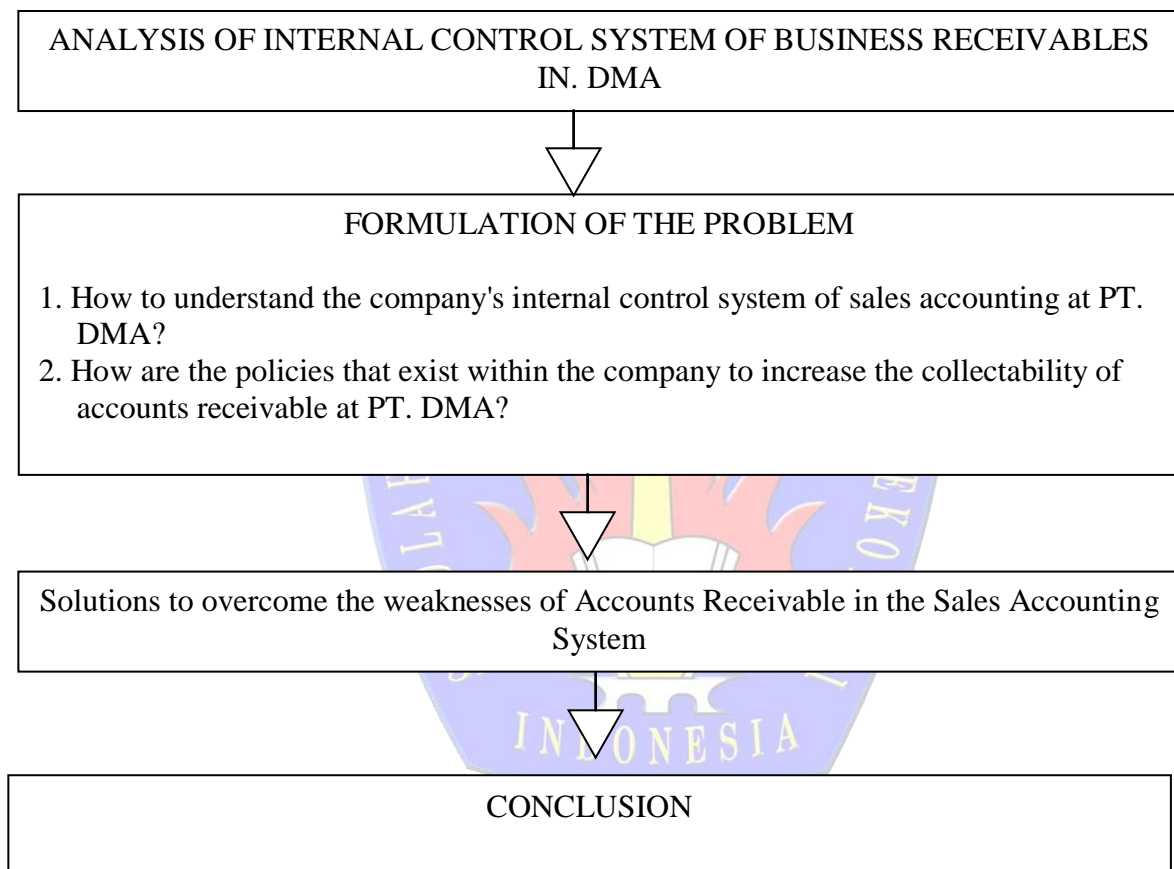 ANALYSIS OF INTERNAL CONTROL SYSTEM OF BUSINESS RECEIVABLES
IN. DMA
FORMULATION OF THE PROBLEM
1. How to understand the company's internal control system of sales accounting at PT.
DMA?
2. How are the policies that exist within the company to increase the collectability of
accounts receivable at PT. DMA?
Solutions to overcome the weaknesses of Accounts Receivable in the Sales Accounting
System
INDONESIA
CONCLUSION